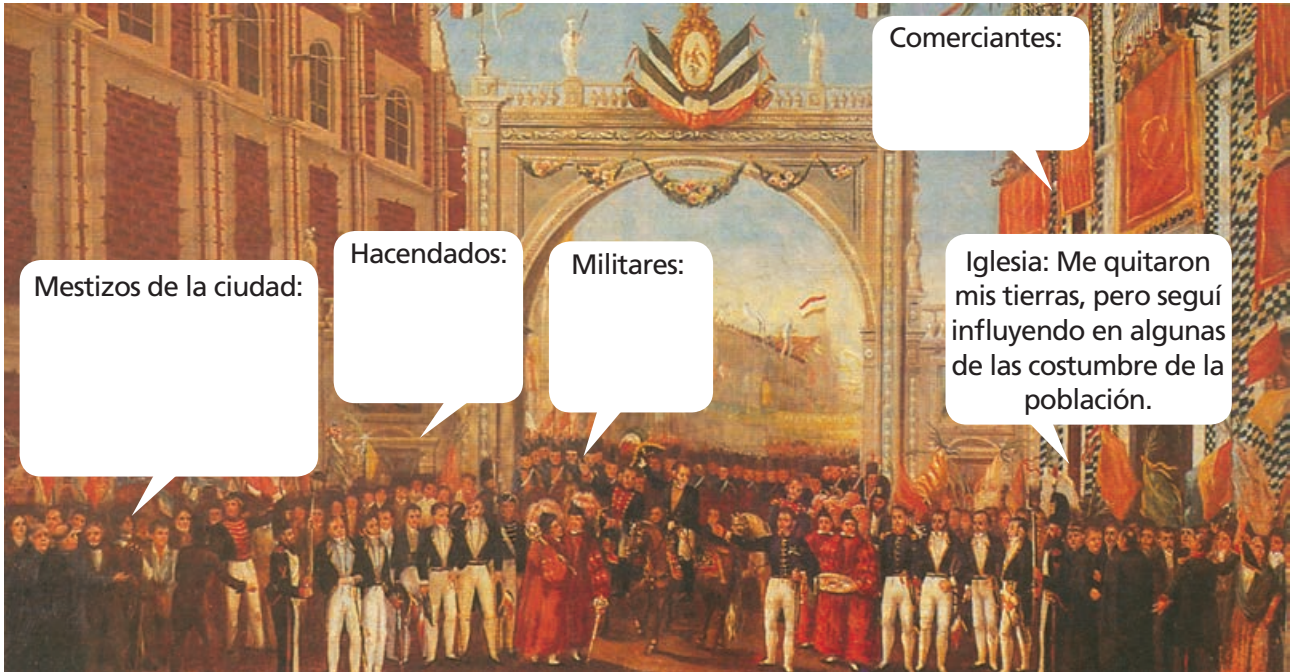 Comerciantes:
Hacendados:
Militares:
Mestizos de la ciudad:
Iglesia: Me quitaron
mis tierras, pero seguí
influyendo en algunas
de las costumbre de la
población.